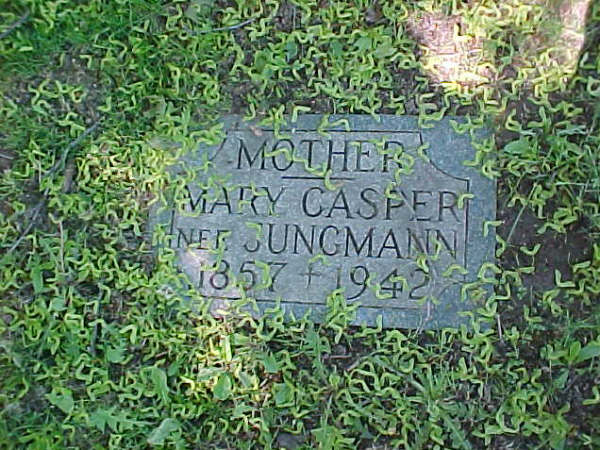 MOTHER
MARY CASPER
NEE JUNGMANN
1857 + 1942